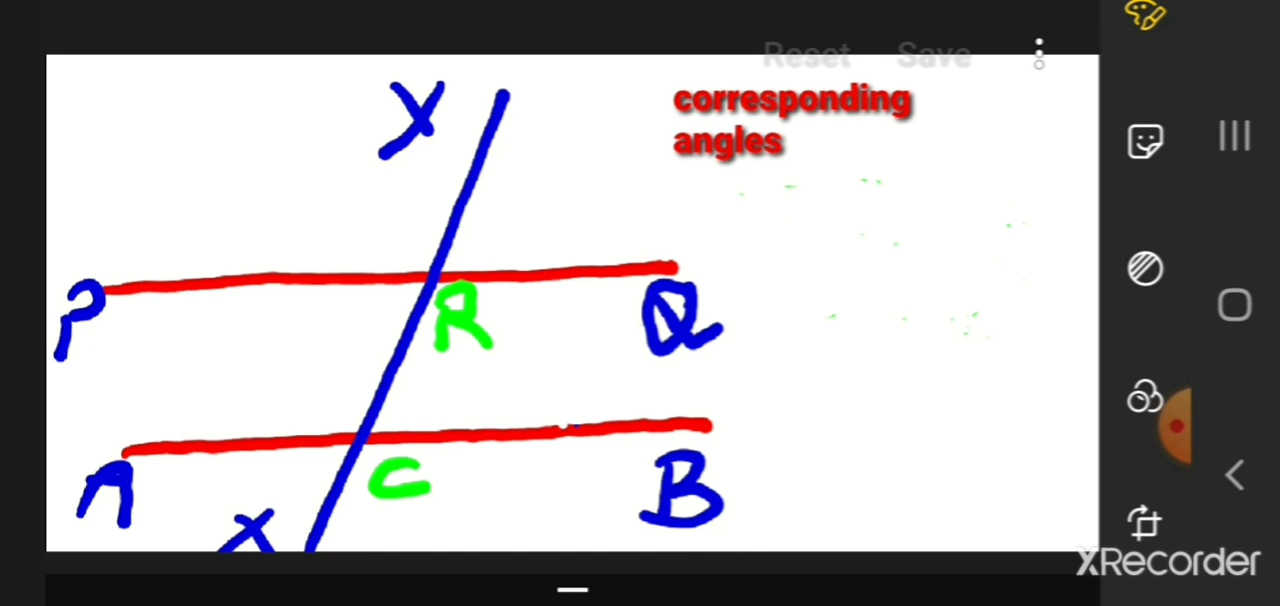 Reset Save
corresponding
angles
Y
P
R
Q
A
C
B
X
XRecorder